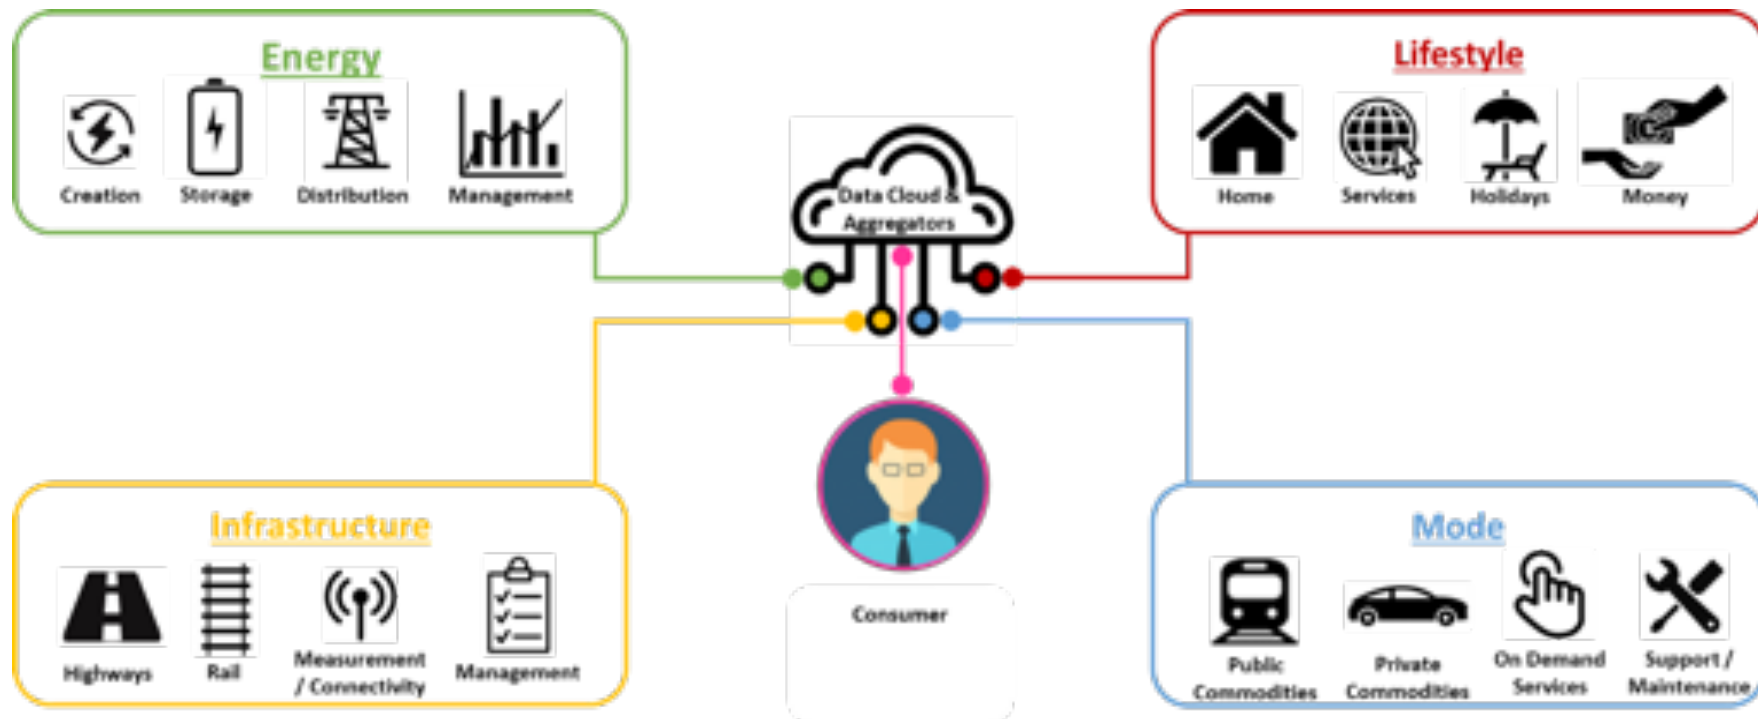 Energy
Creation Storage Distribution Management
Lifestyle
Home Services Holidays Money
Data Cloud &
Aggregators
Infrastructure
Highways Rail Measurement
/ Connectivity Management
Consumer
Mode
Public
Commodities
Private
Commodities
On Demand
Services
Support /
Maintenance